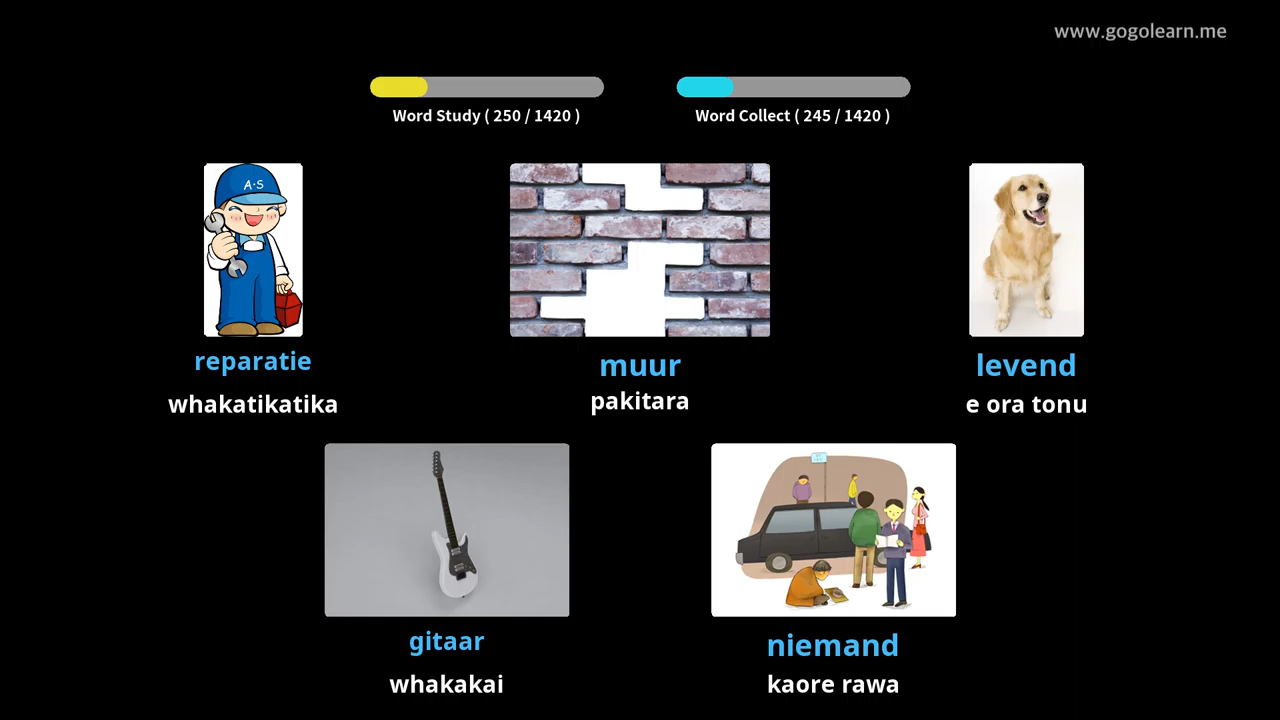 www.gogolearn.me
Word Study ( 250 / 1420 )
Word Collect ( 245 / 1420 )
A·S
reparatie
muur
levend
whakatikatika
pakitara
e ora tonu
gitaar
niemand
whakakai
kaore rawa